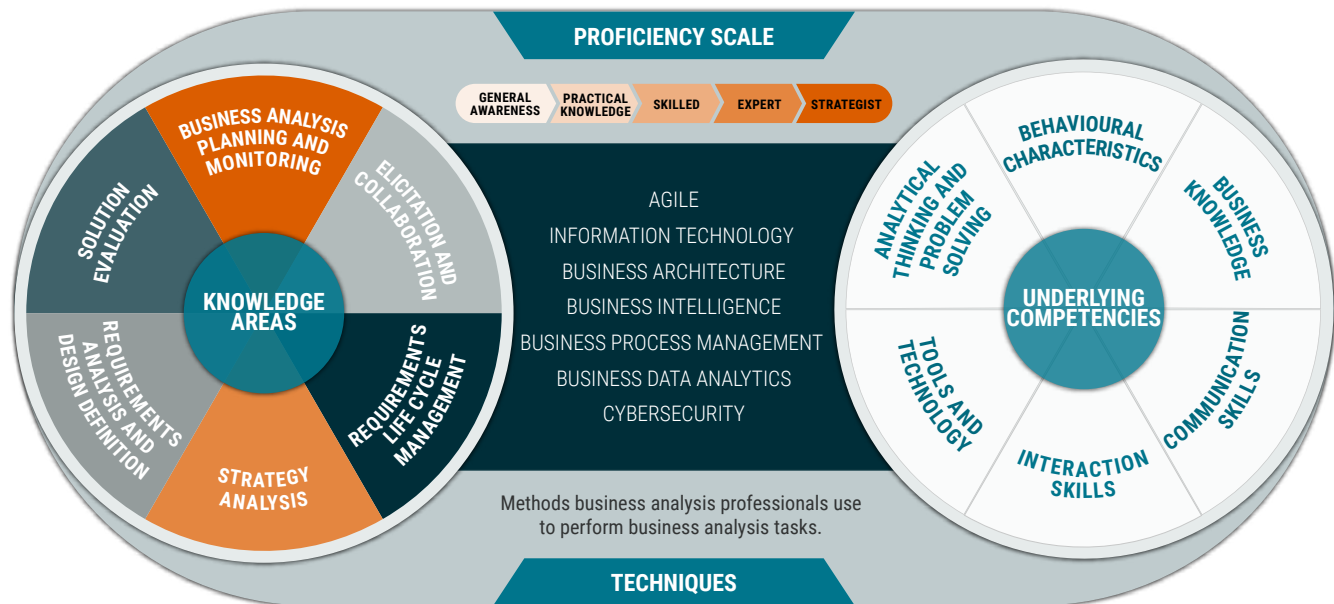 PROFICIENCY SCALE
GENERAL
AWARENESS
PRACTICAL
KNOWLEDGE
SKILLED
EXPERT
STRATEGIST
BUSINESS ANALYSIS
PLANNING AND
MONITORING
ELICITATION AND
COLLABORATION
REQUIREMENTS
LIFE CYCLE
MANAGEMENT
STRATEGY
ANALYSIS
REQUIREMENTS
ANALYSIS AND
DESIGN DEFINITION
SOLUTION
EVALUATION
KNOWLEDGE
AREAS
AGILE
INFORMATION TECHNOLOGY
BUSINESS ARCHITECTURE
BUSINESS INTELLIGENCE
BUSINESS PROCESS MANAGEMENT
BUSINESS DATA ANALYTICS
CYBERSECURITY
BEHAVIOURAL
CHARACTERISTICS
BUSINESS
KNOWLEDGE
COMMUNICATION
SKILLS
INTERACTION
SKILLS
TOOLS AND
TECHNOLOGY
ANALYTICAL
THINKING AND
PROBLEM
SOLVING
UNDERLYING
COMPETENCIES
Methods business analysis professionals use
to perform business analysis tasks.
TECHNIQUES